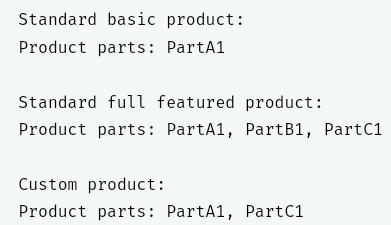 Standard basic product:
Product parts: PartA1
Standard full featured product:
Product parts: PartA1, PartB1, PartC1
Custom product:
Product parts: PartA1, PartC1